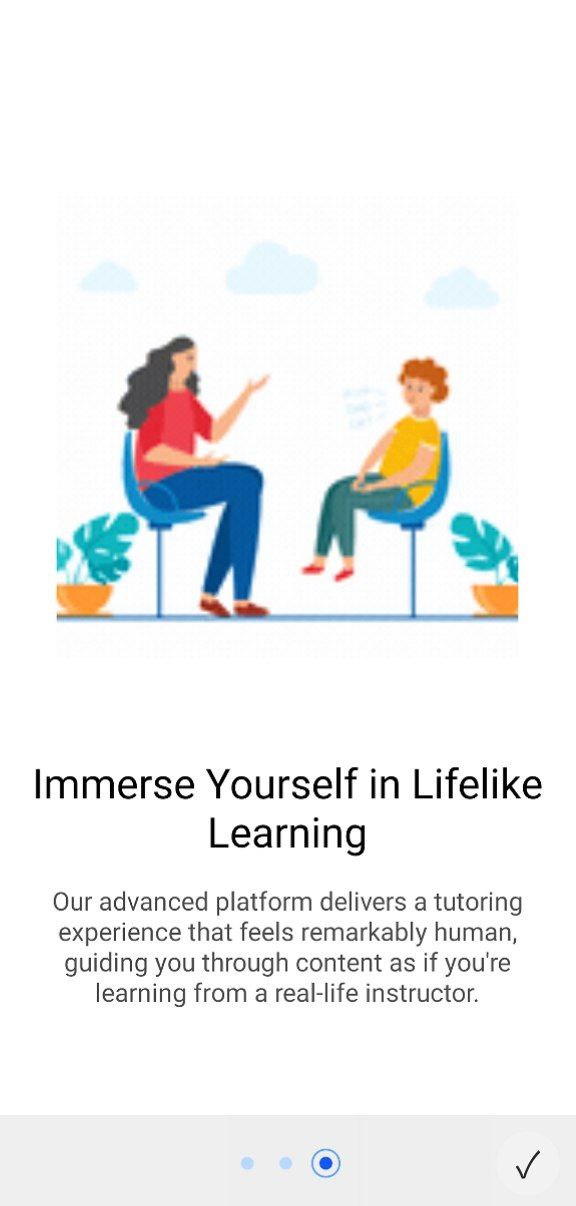 Immerse Yourself in Lifelike
Learning
Our advanced platform delivers a tutoring
experience that feels remarkably human,
guiding you through content as if you're
learning from a real-life instructor.